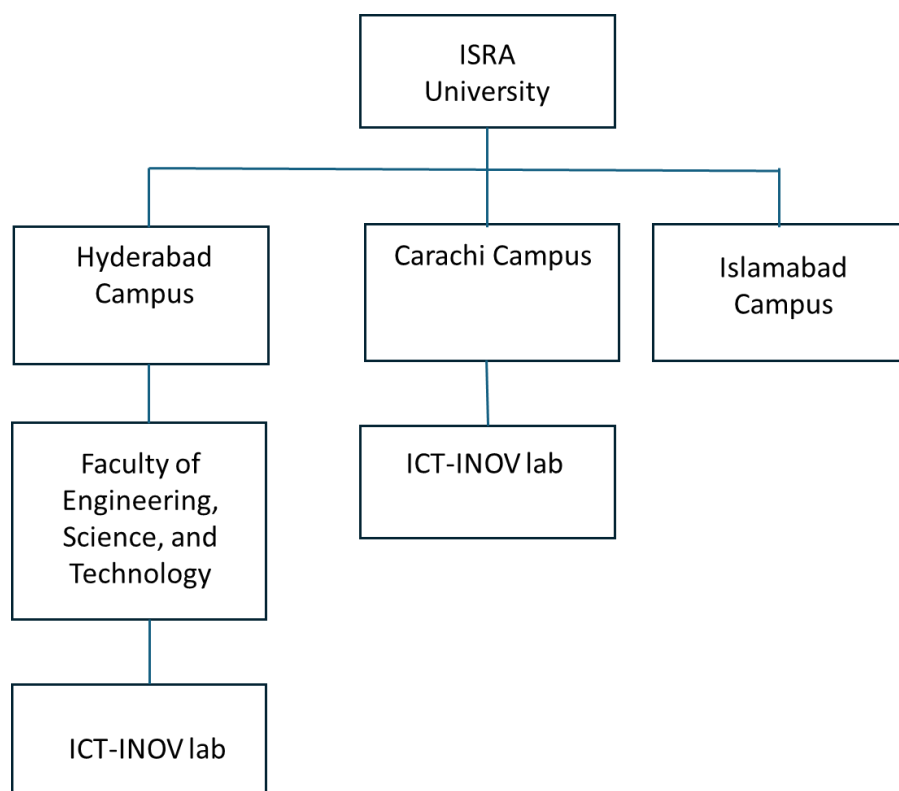 ISRA
University
Hyderabad
Campus
Carachi Campus
Islamabad
Campus
Faculty of
Engineering,
Science, and
Technology
ICT-INOV lab
ICT-INOV lab